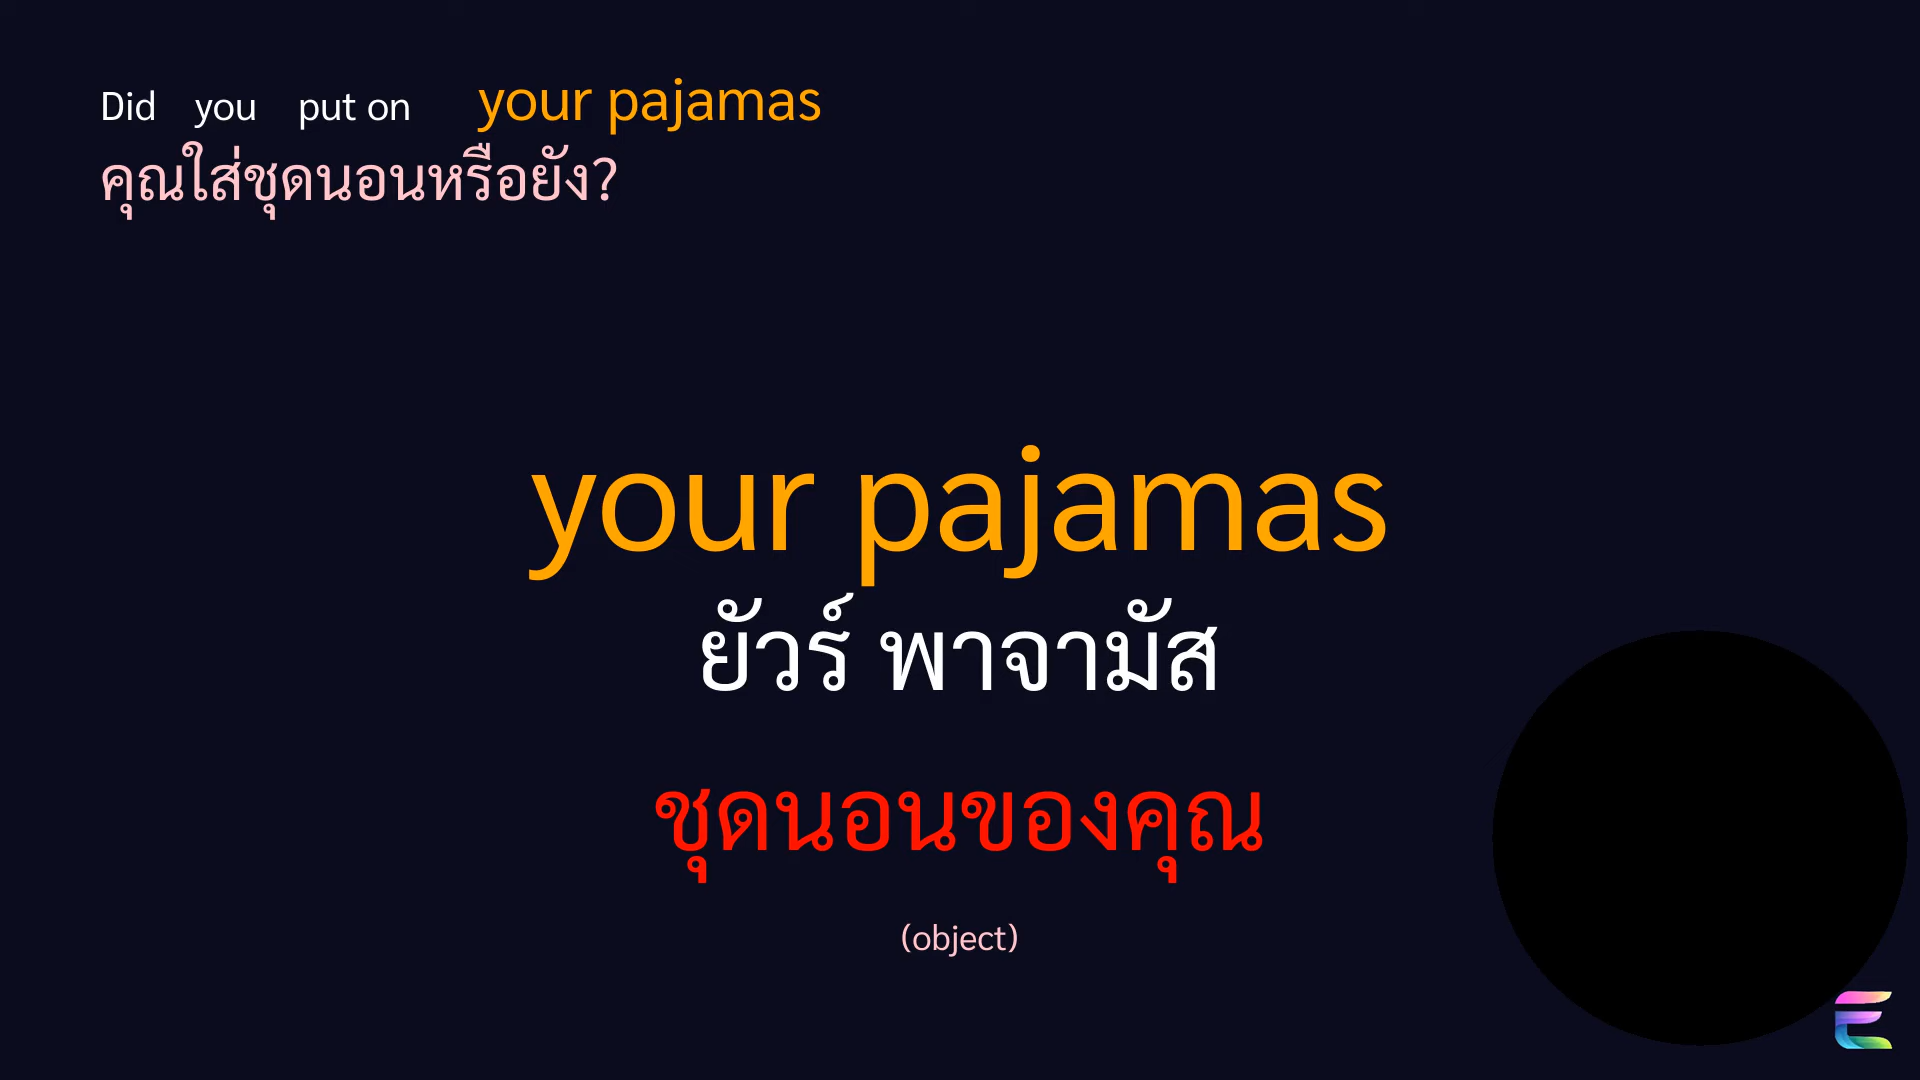 Did you put on your pajamas
คุณใส่ชุดนอนหรือยัง?
your pajamas
ยัวร์ พาจามัส
ชุดนอนของคุณ
(object)